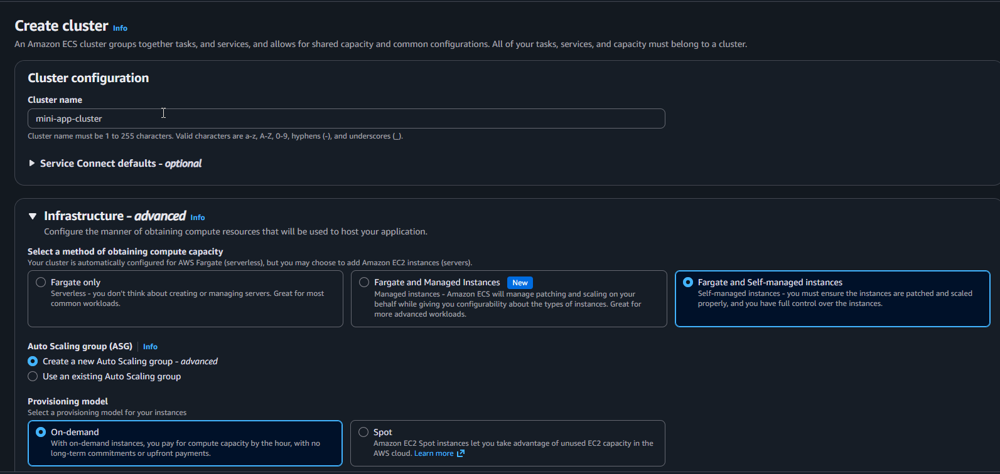 Create cluster Info
An Amazon ECS cluster groups together tasks, and services, and allows for shared capacity and common configurations. All of your tasks, services, and capacity must belong to a cluster.
Cluster configuration
Cluster name
mini-app-cluster
Cluster name must be 1 to 255 characters. Valid characters are a-z, A-Z, 0-9, hyphens (-), and underscores (_).
Service Connect defaults - optional
Infrastructure - advanced Info
Configure the manner of obtaining compute resources that will be used to host your application.
Select a method of obtaining compute capacity
Your cluster is automatically configured for AWS Fargate (serverless), but you may choose to add Amazon EC2 instances (servers).
Fargate only
Serverless - you don't think about creating or managing servers. Great for most
common workloads.
Fargate and Managed Instances New
Managed instances - Amazon ECS will manage patching and scaling on your
behalf while giving you configurability about the types of instances. Great for
more advanced workloads.
Fargate and Self-managed instances
Self-managed instances - you must ensure the instances are patched and scaled
properly, and you have full control over the instances.
Auto Scaling group (ASG) Info
Create a new Auto Scaling group - advanced
Use an existing Auto Scaling group
Provisioning model
Select a provisioning model for your instances
On-demand
With on-demand instances, you pay for compute capacity by the hour, with no
long-term commitments or upfront payments.
Spot
Amazon EC2 Spot instances let you take advantage of unused EC2 capacity in the
AWS cloud. Learn more